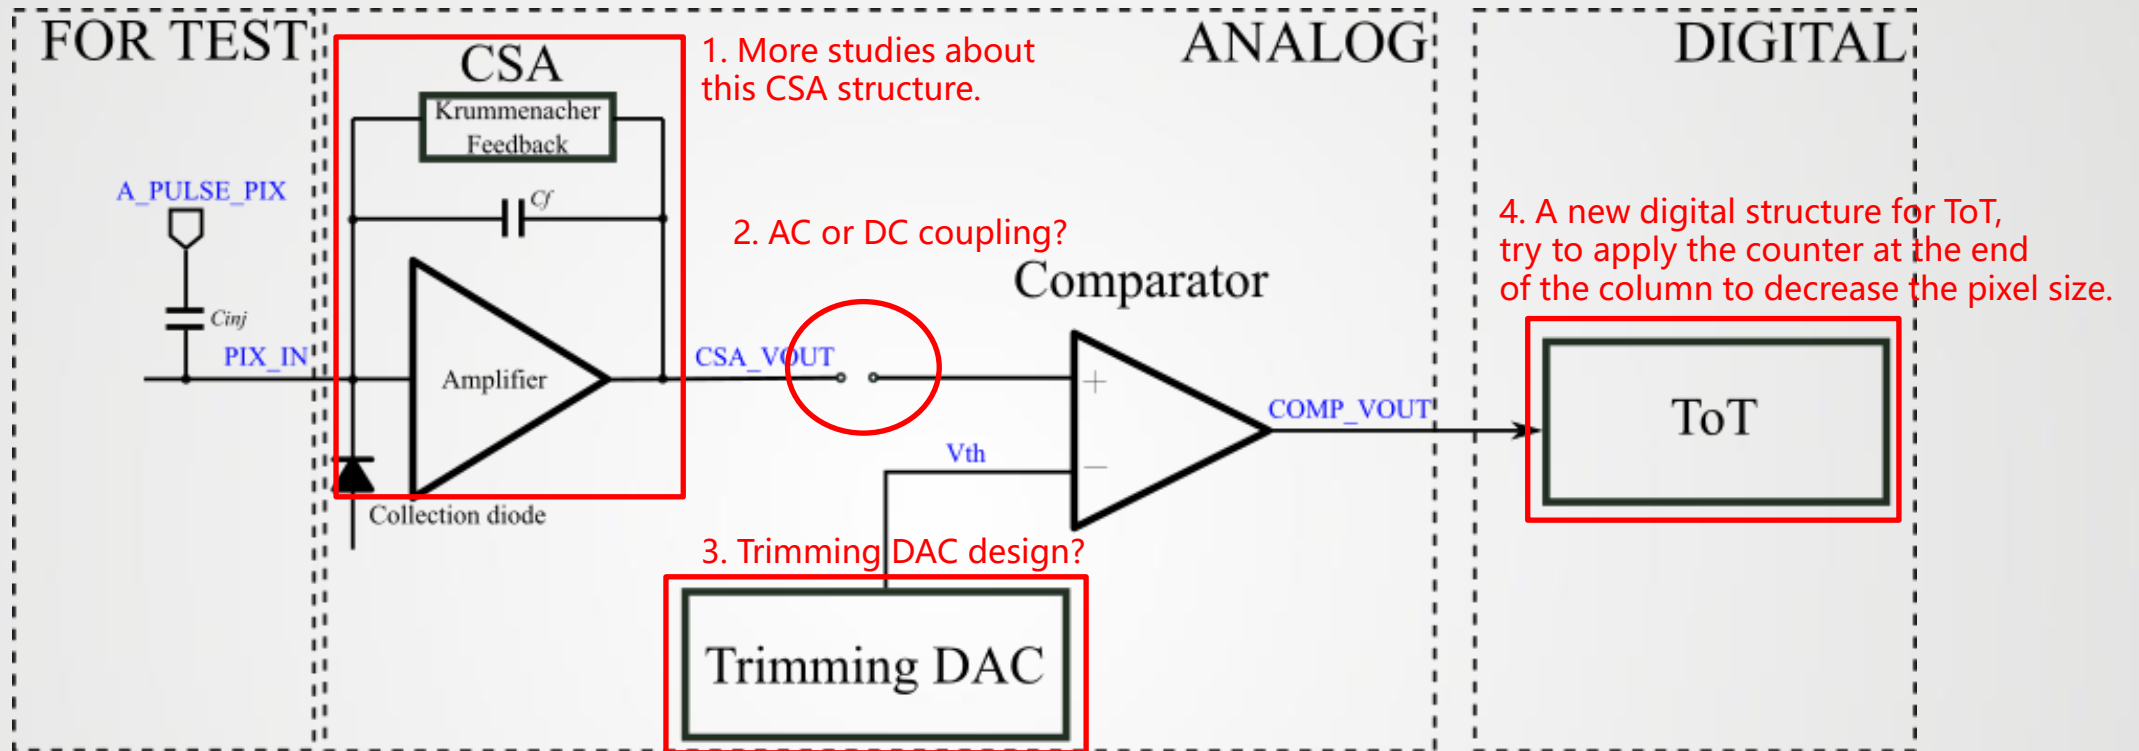 FOR TEST
CSA
1. More studies about
this CSA structure.
ANALOG
DIGITAL
Krummenacher
Feedback
A_PULSE_PIX
Cf
2. AC or DC coupling?
4. A new digital structure for ToT,
try to apply the counter at the end
of the column to decrease the pixel size.
Comparator
Cinj
PIX_IN
Amplifier
CSA_VOUT
+
COMP_VOUT
ToT
Vth
−
Collection diode
3. Trimming DAC design?
Trimming DAC